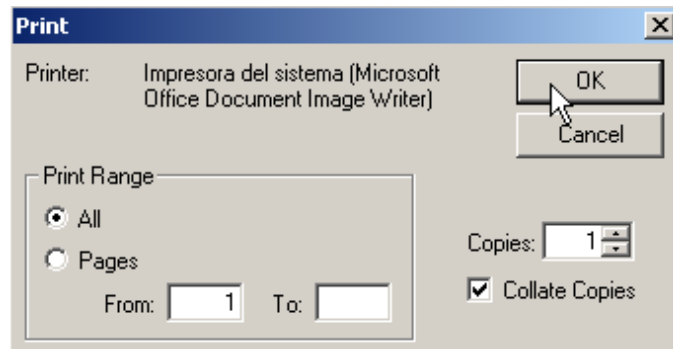 Print
Printer: Impresora del sistema (Microsoft
Office Document Image Writer)
OK
Cancel
Print Range
All
Pages
From: 1 To:
Copies: 1
Collate Copies